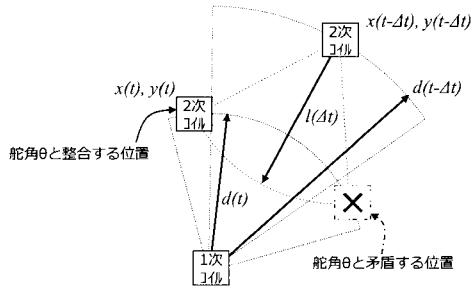 2次
コイル
x(t-Δt), y(t-Δt)
d(t-Δt)
x(t), y(t)
2次
コイル
l(Δt)
舵角θと整合する位置
d(t)
×
1次
コイル
舵角θと矛盾する位置